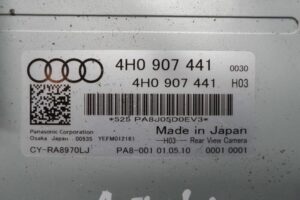 4H0 907 441 0030
4H0 907 441 H03
*525 PA8J05D0EV3*
Panasonic Corporation
Osaka Japan 00535 YEFM012181
Made in Japan
H03 Rear View Camera
CY-RA8970LJ PA8-001 01.05.10 0001 0001